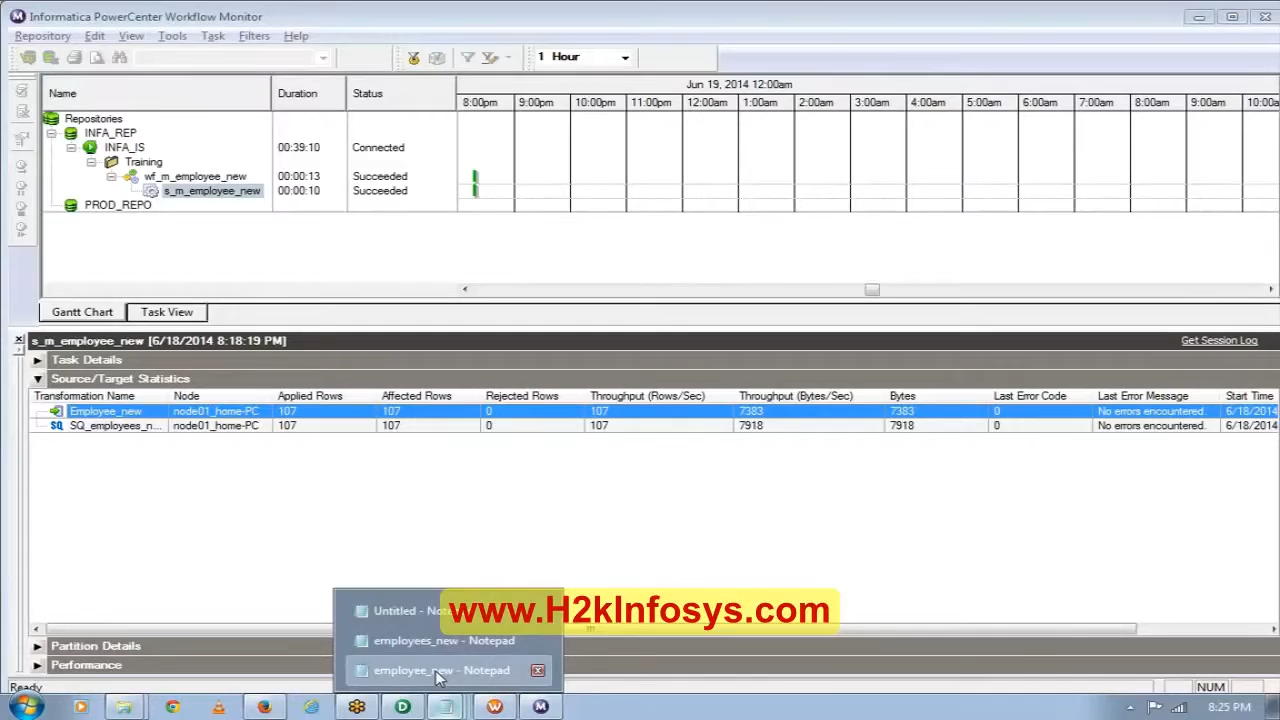 Informatica PowerCenter Workflow Monitor
Repository Edit View Tools Task Filters Help
1 Hour
Name Duration Status Jun 19, 2014 12:00am
8:00pm 9:00pm 10:00pm 11:00pm 12:00am 1:00am 2:00am 3:00am 4:00am 5:00am 6:00am 7:00am 8:00am 9:00am 10:00
Repositories
INFA_REP
INFA_IS 00:39:10 Connected
Training
wf_m_employee_new 00:00:13 Succeeded
s_m_employee_new 00:00:10 Succeeded
PROD_REPO
Gantt Chart Task View
s_m_employee_new [6/18/2014 8:18:19 PM] Get Session Log
Task Details
Source/Target Statistics
Transformation Name Node Applied Rows Affected Rows Rejected Rows Throughput (Rows/Sec) Throughput (Bytes/Sec) Bytes Last Error Code Last Error Message Start Time
Employee_new node01_home-PC 107 107 0 107 7383 7383 0 No errors encountered. 6/18/2014
SQ_employees_n... node01_home-PC 107 107 0 107 7918 7918 0 No errors encountered. 6/18/2014
Untitled - Note
www.H2kInfosys.com
employees_new - Notepad
Partition Details
Performance
employee_new - Notepad
Ready NUM
8:25 PM